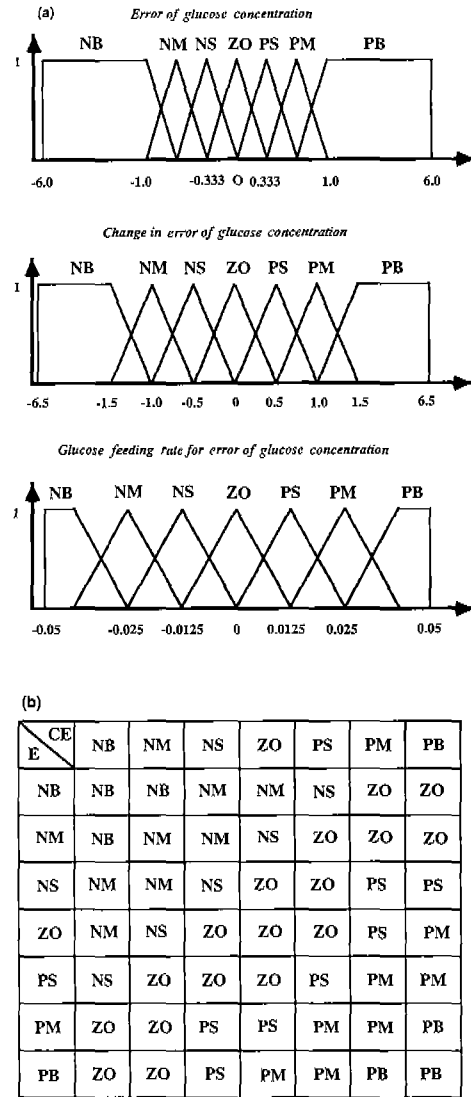 (a)
Error of glucose concentration
NB NM NS ZO PS PM PB
1
-6.0 -1.0 -0.333 O 0.333 1.0 6.0
Change in error of glucose concentration
NB NM NS ZO PS PM PB
1
-6.5 -1.5 -1.0 -0.5 0 0.5 1.0 1.5 6.5
Glucose feeding rate for error of glucose concentration
NB NM NS ZO PS PM PB
1
-0.05 -0.025 -0.0125 0 0.0125 0.025 0.05
(b)
CE E NB NM NS ZO PS PM PB
NB NB NB NM NM NS ZO ZO
NM NB NM NM NS ZO ZO ZO
NS NM NM NS ZO ZO PS PS
ZO NM NS ZO ZO ZO PS PM
PS NS ZO ZO ZO PS PM PM
PM ZO ZO PS PS PM PM PB
PB ZO ZO PS PM PM PB PB